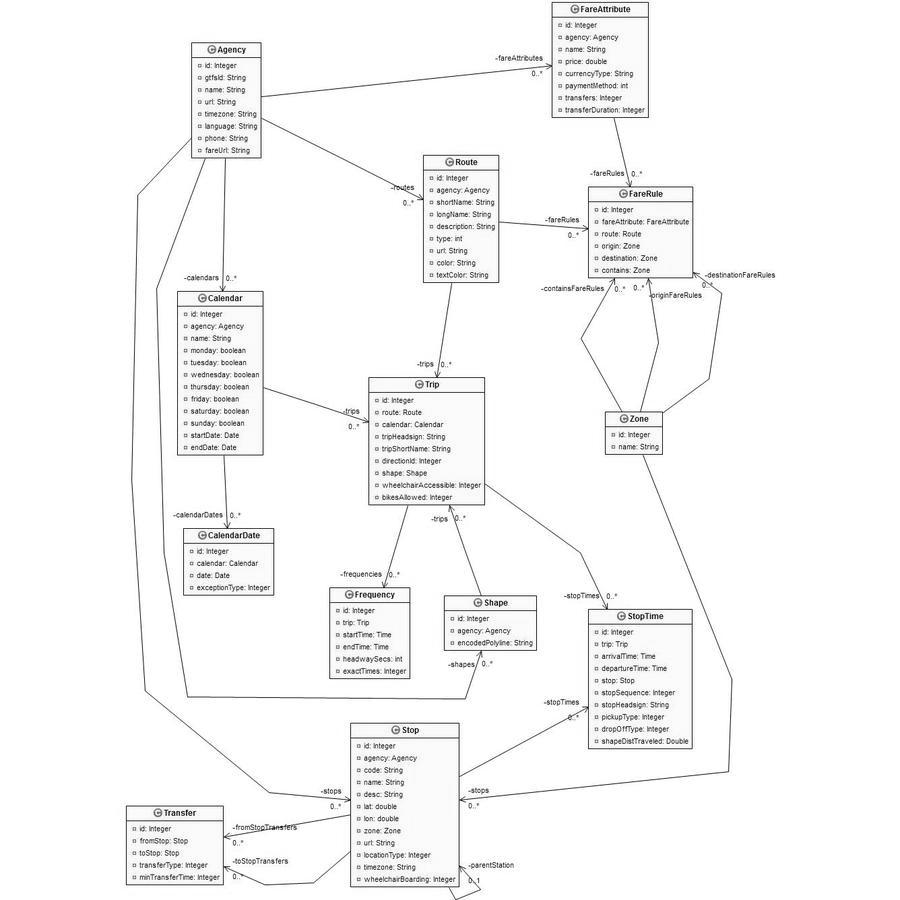 FareAttribute
id: Integer
agency: Agency
name: String
price: double
currencyType: String
paymentMethod: int
transfers: Integer
transferDuration: Integer
Agency
id: Integer
gtfsId: String
name: String
url: String
timezone: String
language: String
phone: String
fareUrl: String
-fareAttributes
0..*
Route
id: Integer
agency: Agency
shortName: String
longName: String
description: String
type: int
url: String
color: String
textColor: String
-routes
0..*
-fareRules 0..*
FareRule
id: Integer
fareAttribute: FareAttribute
route: Route
origin: Zone
destination: Zone
contains: Zone
-fareRules
0..*
-calendars 0..*
Calendar
id: Integer
agency: Agency
name: String
monday: boolean
tuesday: boolean
wednesday: boolean
thursday: boolean
friday: boolean
saturday: boolean
sunday: boolean
startDate: Date
endDate: Date
-containsFareRules 0..*
0..*
-originFareRules
-destinationFareRules
0..*
-trips 0..*
Trip
id: Integer
route: Route
calendar: Calendar
tripHeadsign: String
tripShortName: String
directionId: Integer
shape: Shape
wheelchairAccessible: Integer
bikesAllowed: Integer
-trips
0..*
Zone
id: Integer
name: String
-calendarDates 0..*
CalendarDate
id: Integer
calendar: Calendar
date: Date
exceptionType: Integer
-trips 0..*
-frequencies 0..*
Frequency
id: Integer
trip: Trip
startTime: Time
endTime: Time
headwaySecs: int
exactTimes: Integer
Shape
id: Integer
agency: Agency
encodedPolyline: String
-shapes 0..*
-stopTimes 0..*
StopTime
id: Integer
trip: Trip
arrivalTime: Time
departureTime: Time
stop: Stop
stopSequence: Integer
stopHeadsign: String
pickupType: Integer
dropOffType: Integer
shapeDistTraveled: Double
-stopTimes
0..*
Stop
id: Integer
agency: Agency
code: String
name: String
desc: String
lat: double
lon: double
zone: Zone
url: String
locationType: Integer
timezone: String
wheelchairBoarding: Integer
-stops
0..*
-stops
0..*
Transfer
id: Integer
fromStop: Stop
toStop: Stop
transferType: Integer
minTransferTime: Integer
-fromStopTransfers
0..*
-toStopTransfers
0..*
-parentStation
0..1